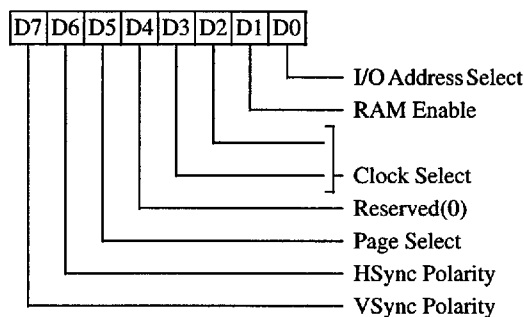 D7 D6 D5 D4 D3 D2 D1 D0
I/O Address Select
RAM Enable
Clock Select
Reserved(0)
Page Select
HSync Polarity
VSync Polarity